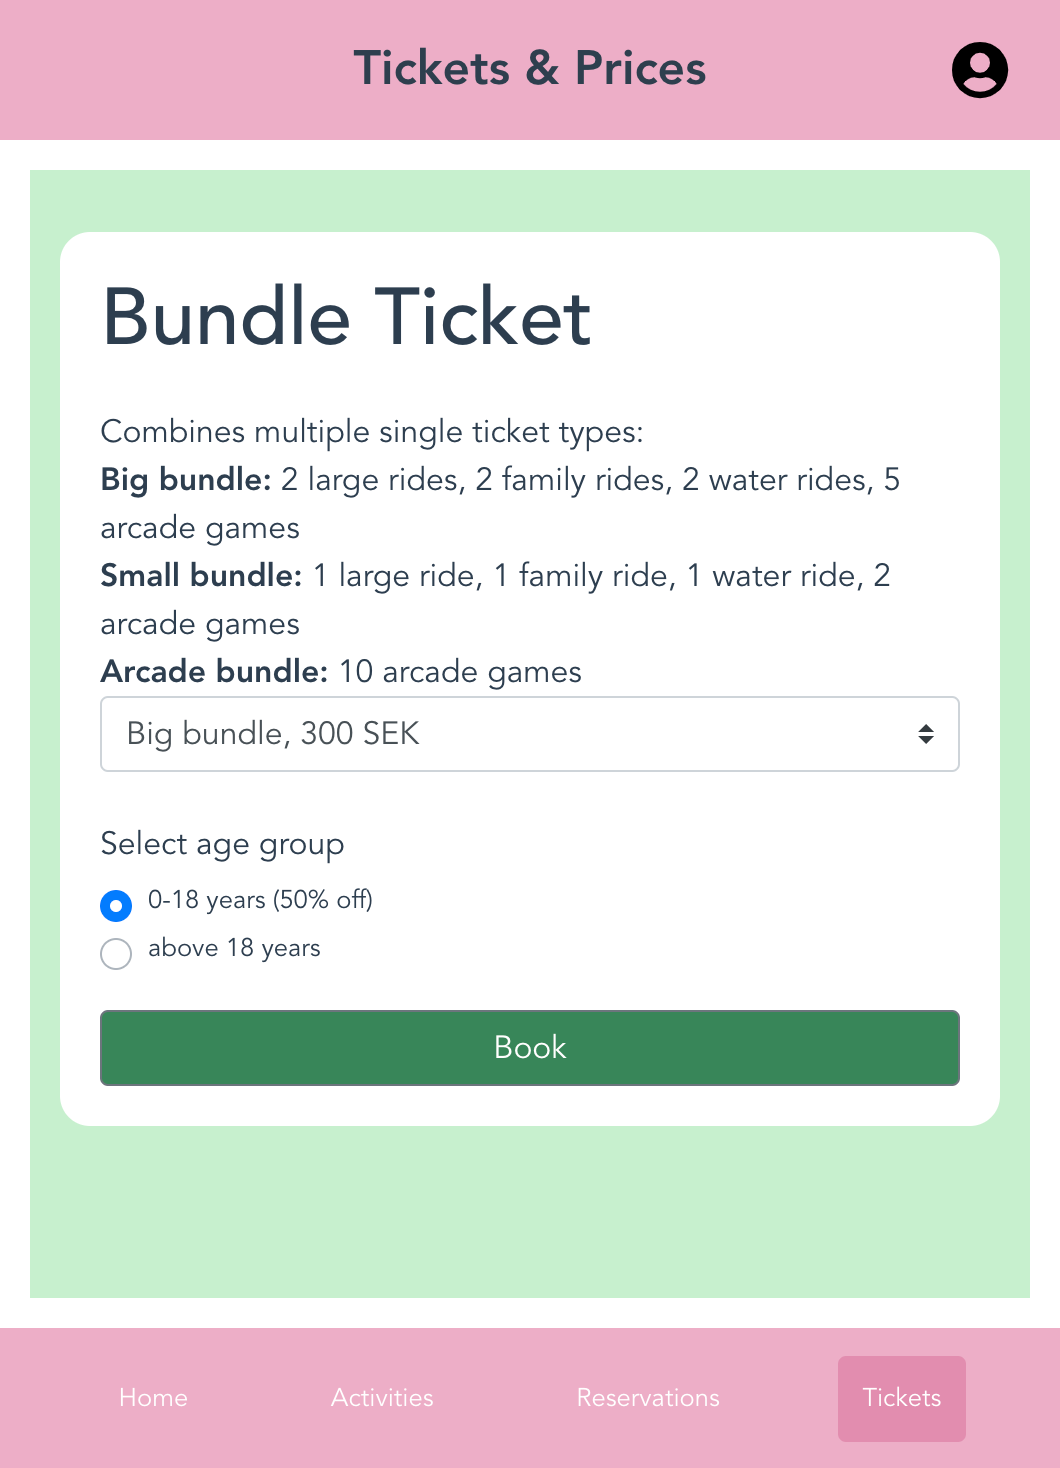 Tickets & Prices
Bundle Ticket
Combines multiple single ticket types:
Big bundle: 2 large rides, 2 family rides, 2 water rides, 5
arcade games
Small bundle: 1 large ride, 1 family ride, 1 water ride, 2
arcade games
Arcade bundle: 10 arcade games
Big bundle, 300 SEK
Select age group
0-18 years (50% off)
above 18 years
Book
Home Activities Reservations Tickets